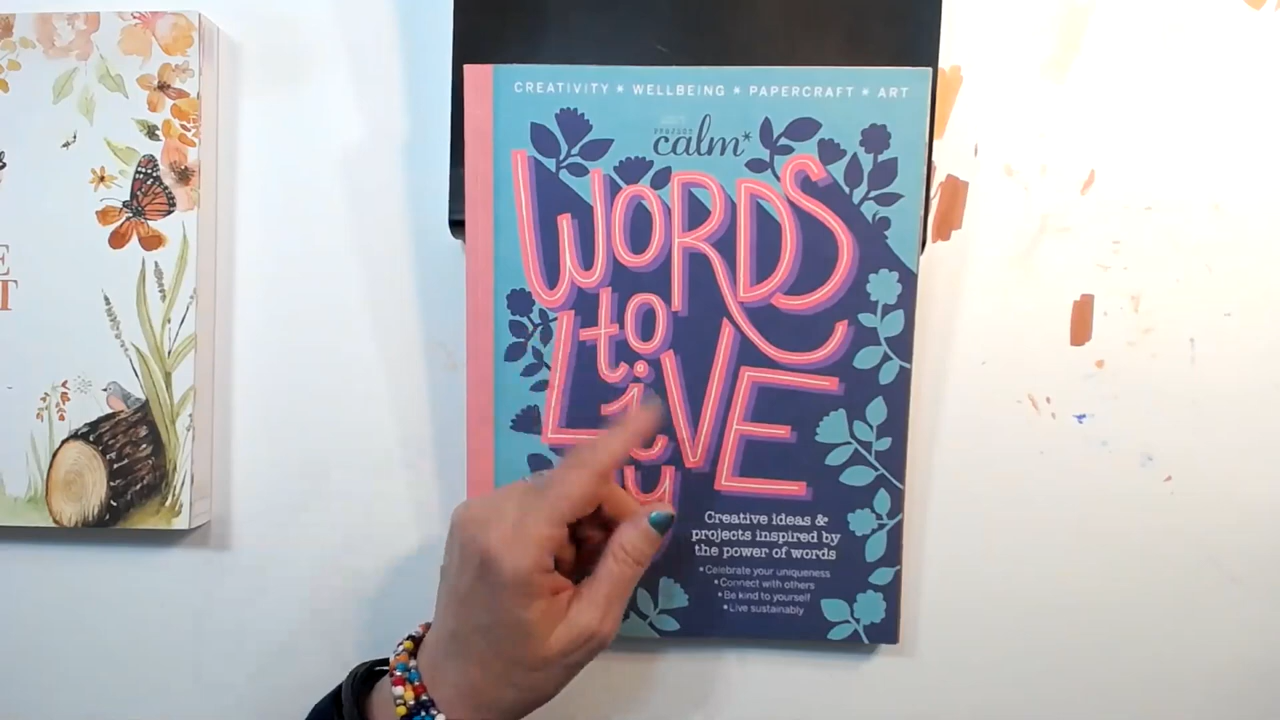 CREATIVITY * WELLBEING * PAPERCRAFT * ART
PROJECT
calm*
WORDS
to
LIVE
Creative ideas &
projects inspired by
the power of words
*Celebrate your uniqueness
*Connect with others
*Be kind to yourself
*Live sustainably